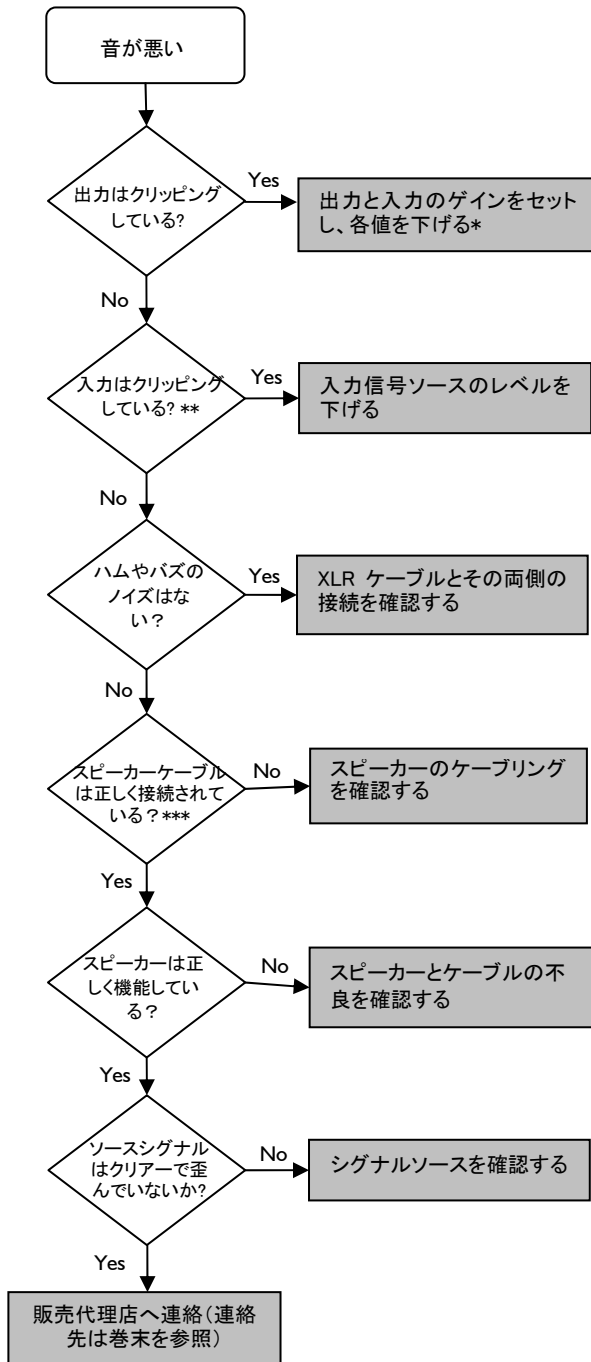 音が悪い
出力はクリッピング
している?
Yes
出力と入力のゲインをセット
し、各値を下げる*
No
入力はクリッピング
している? **
Yes
入力信号ソースのレベルを
下げる
No
ハムやバズの
ノイズはな
い？
Yes
XLR ケーブルとその両側の
接続を確認する
No
スピーカーケーブル
は正しく接続されて
いる？***
No
スピーカーのケーブリング
を確認する
Yes
スピーカーは正
しく機能してい
る？
No
スピーカーとケーブルの不
良を確認する
Yes
ソースシグナル
はクリアーで歪
んでいないか?
No
シグナルソースを確認する
Yes
販売代理店へ連絡(連絡
先は巻末を参照)